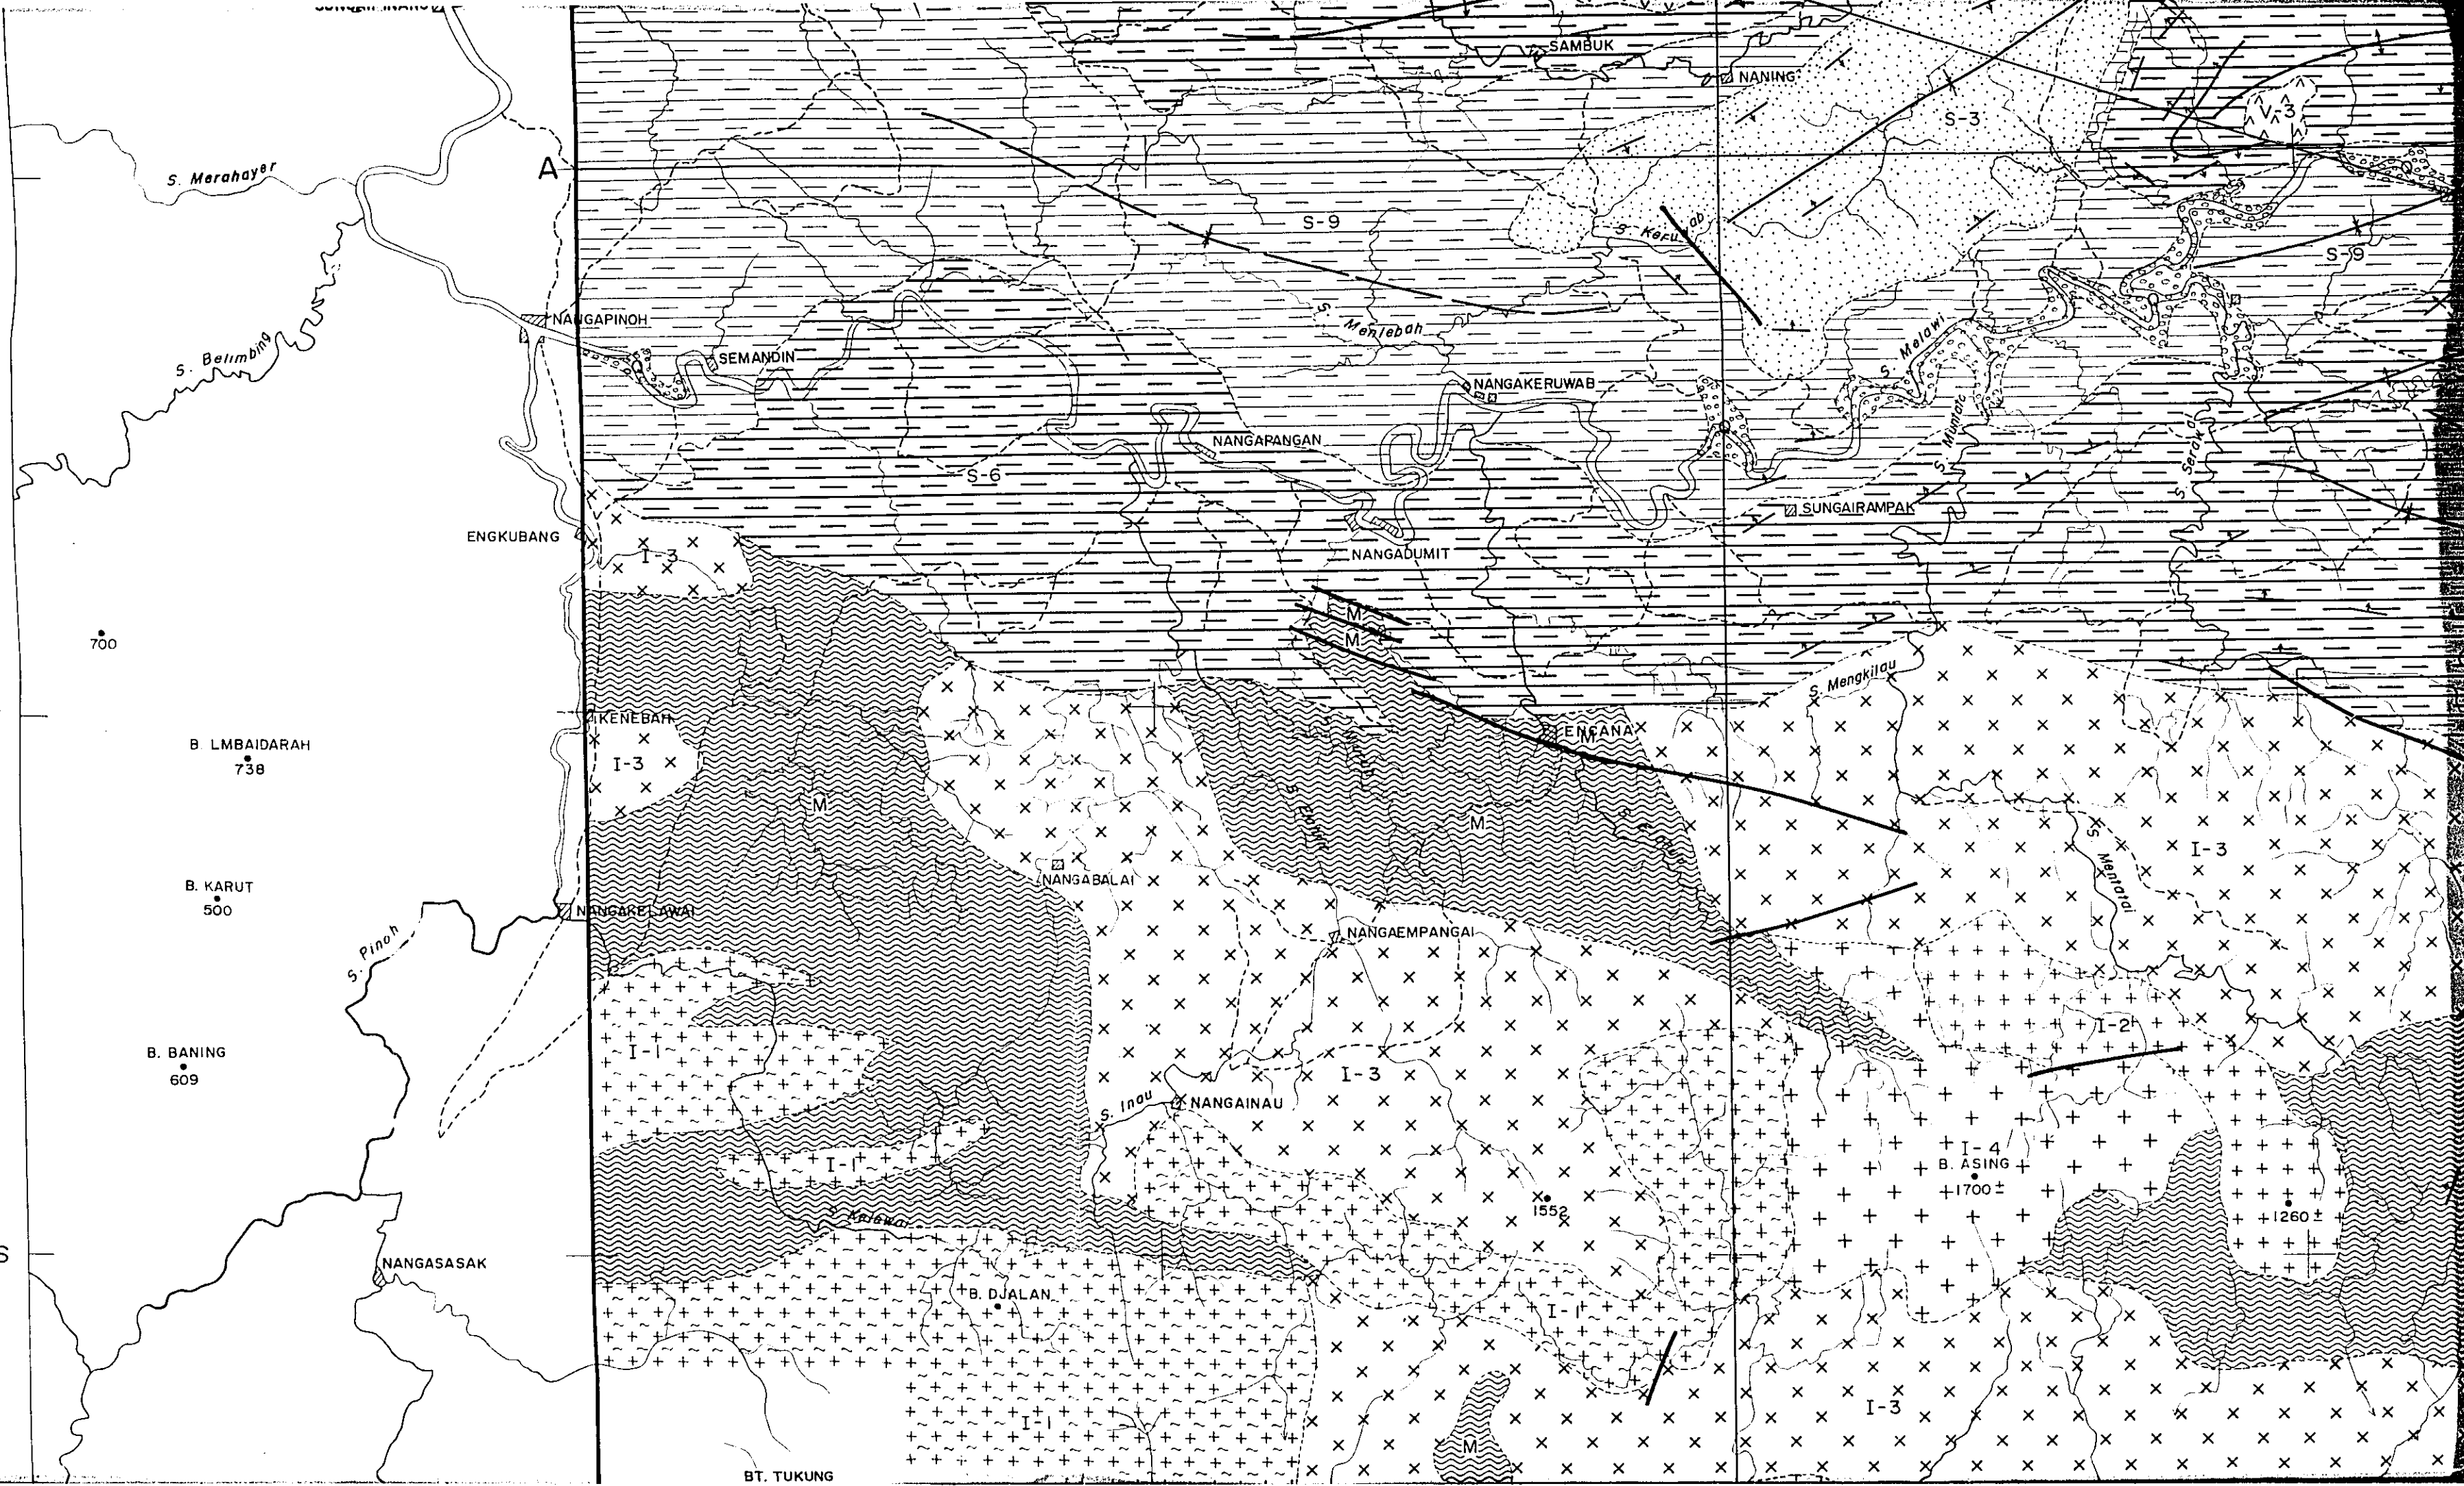 SAMBUK
NANING
V-3
S-3
A
S. Merahayer
S-9
S-9
NANGAPINOH
S. Menlebah
S. Belimbing
SEMANDIN
S. Melawi
NANGAKERUWAB
NANGAPANGAN
S-6
SUNGAIRAMPAK
ENGKUBANG
I-3
NANGADUMIT
M
M
700
S. Mengkilau
KENEBAH
ENCANA
M
B. LMBAIDARAH
738
I-3
M
M
S. Mentatai
I-3
NANGABALAI
B. KARUT
500
NANGAKELAWAI
S. Pinoh
NANGAEMPANGAI
I-2
I-1
B. BANING
609
I-3
S. Inau
NANGAINAU
I-4
B. ASING
1700±
I-1
1552
1260±
S. Kelawai
S
NANGASASAK
B. DJALAN
I-1
I-3
I-1
M
BT. TUKUNG